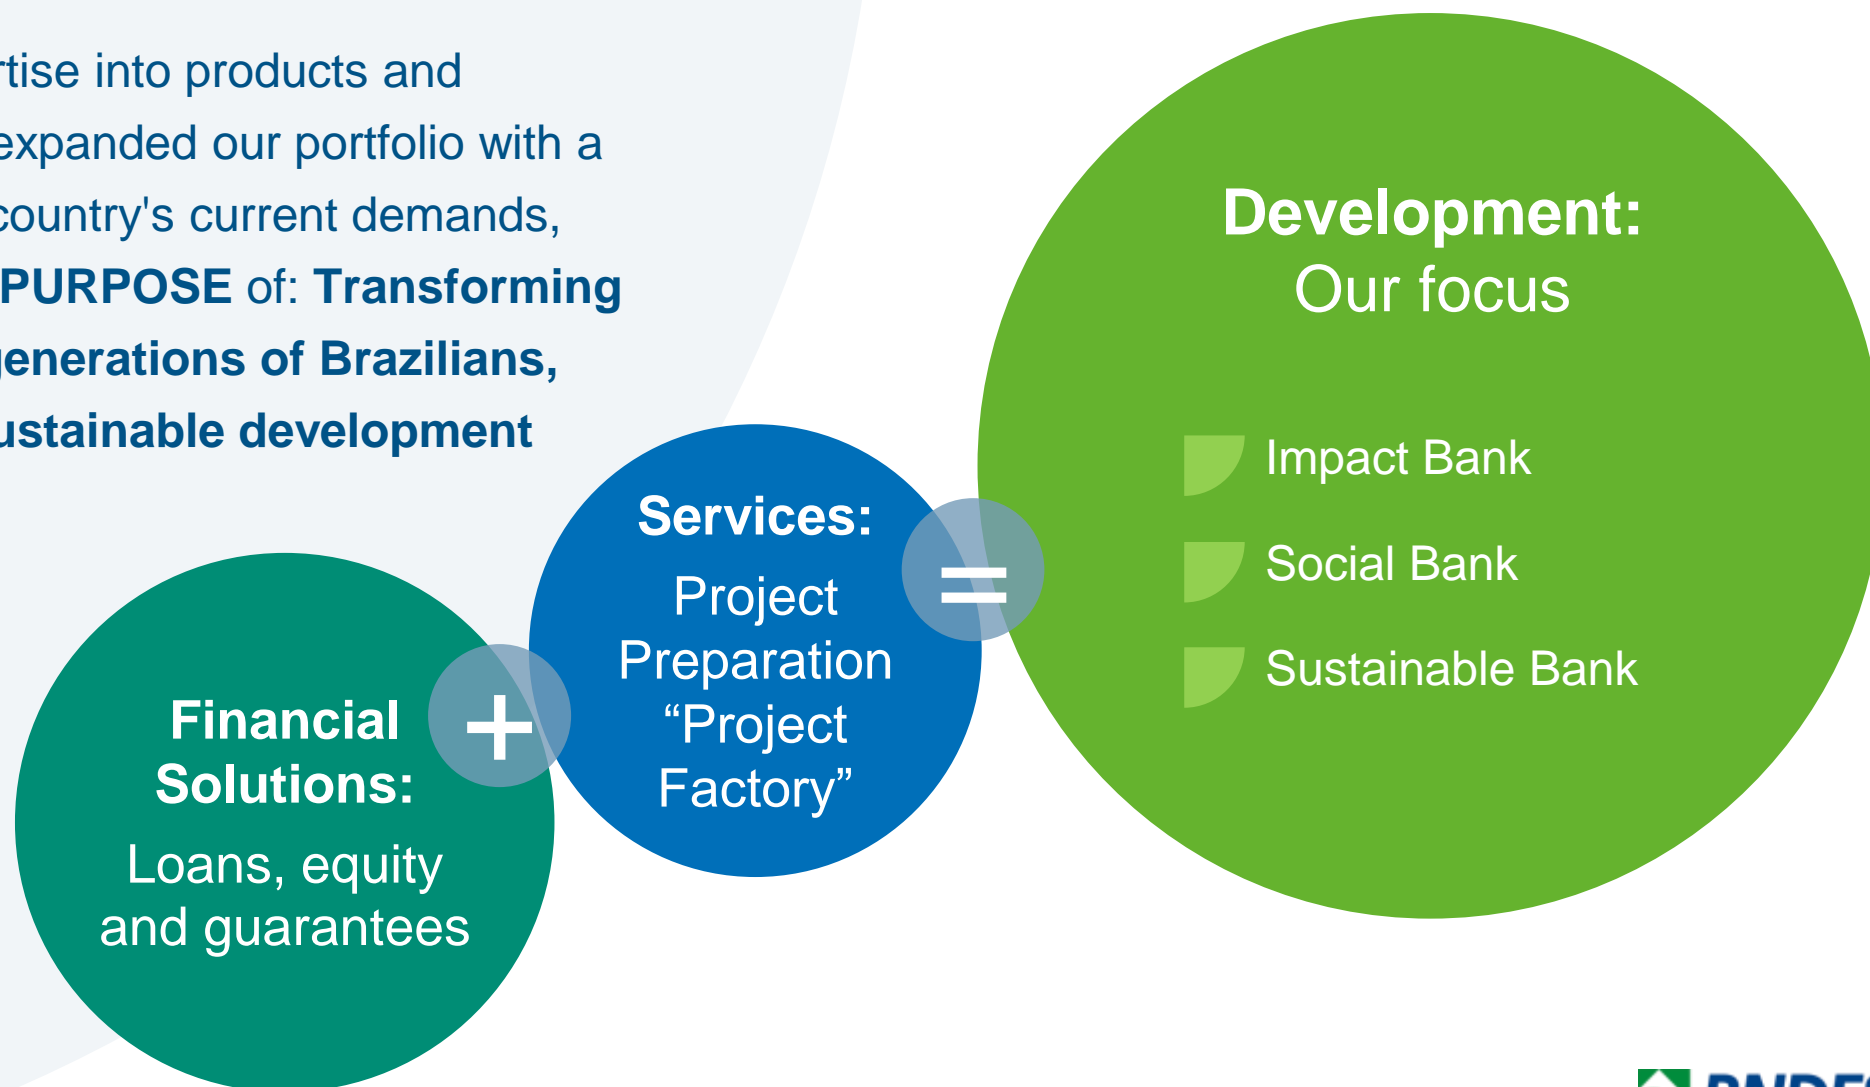 rtise into products and
expanded our portfolio with a
country's current demands,
PURPOSE of: Transforming
generations of Brazilians,
ustainable development
Financial
Solutions:
Loans, equity
and guarantees
+
Services:
Project
Preparation
“Project
Factory”
=
Development:
Our focus
Impact Bank
Social Bank
Sustainable Bank